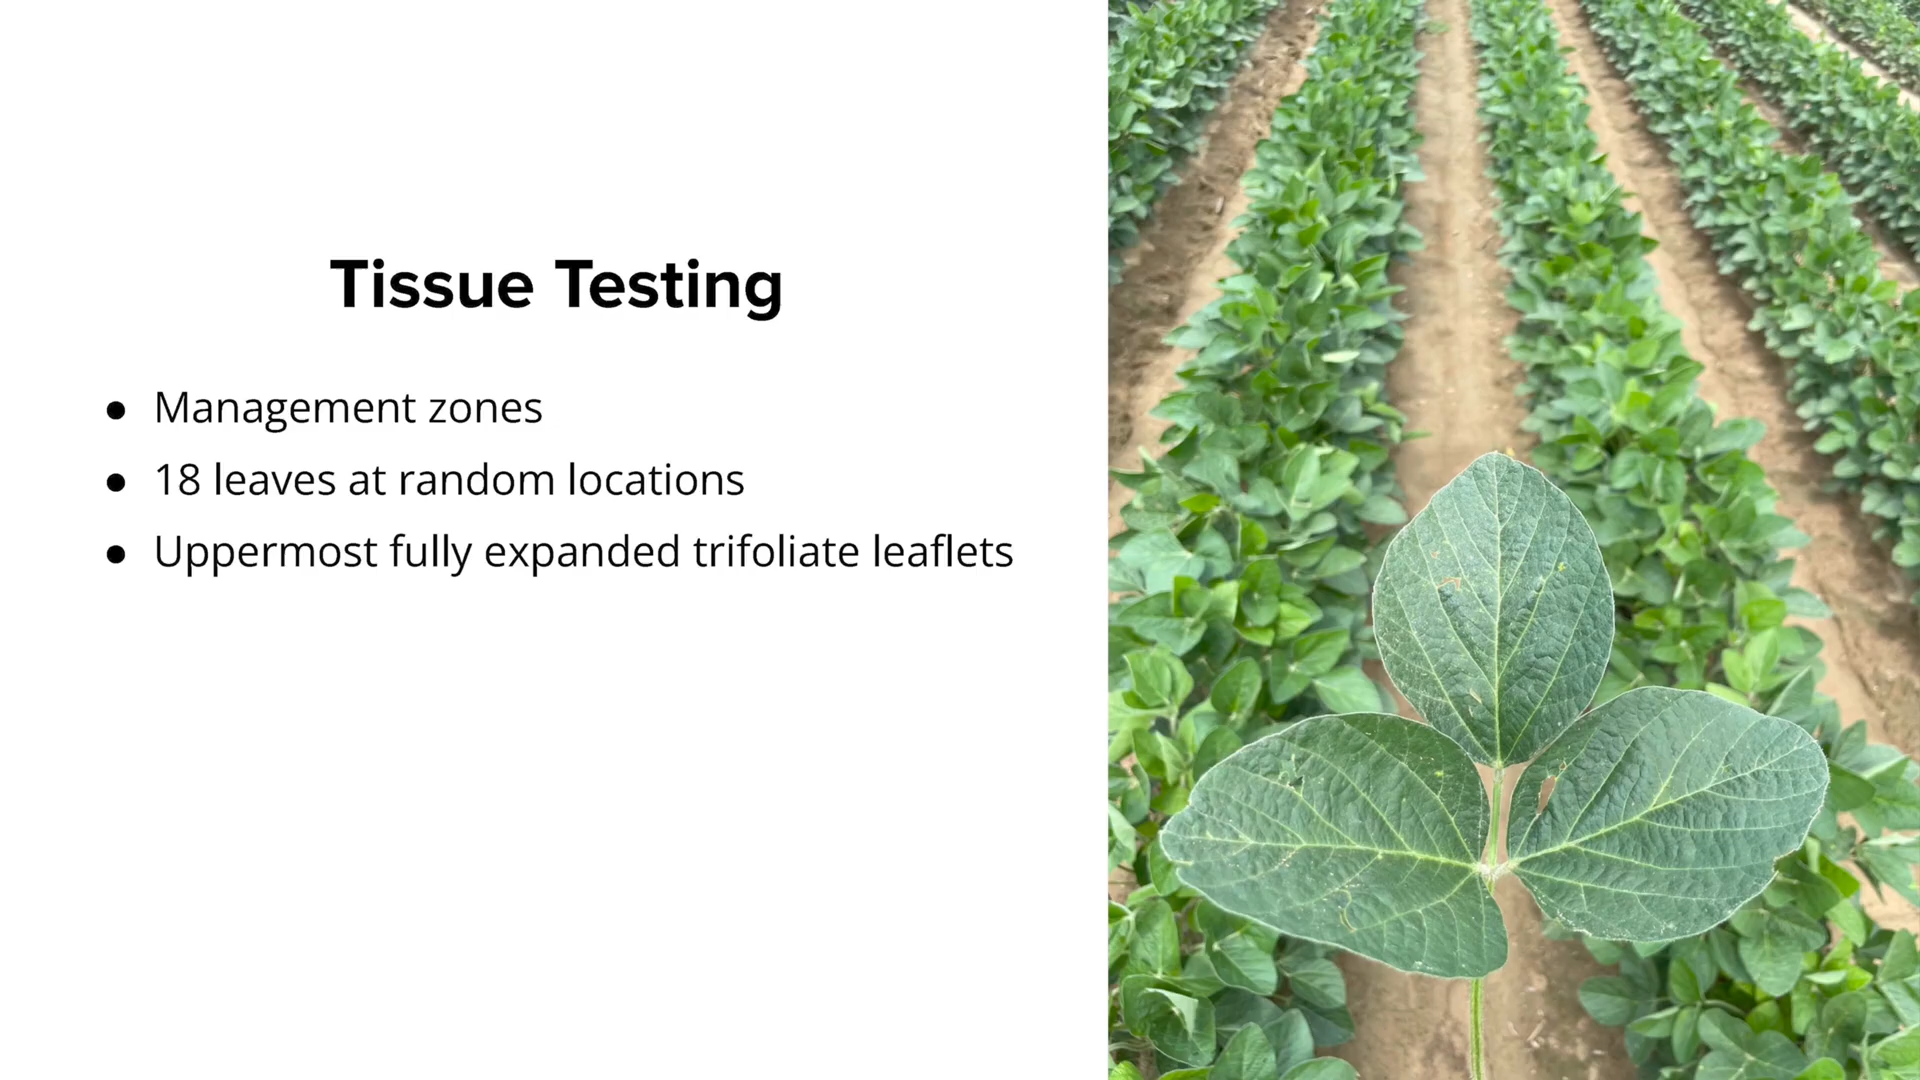 Tissue Testing
● Management zones
● 18 leaves at random locations
● Uppermost fully expanded trifoliate leaflets